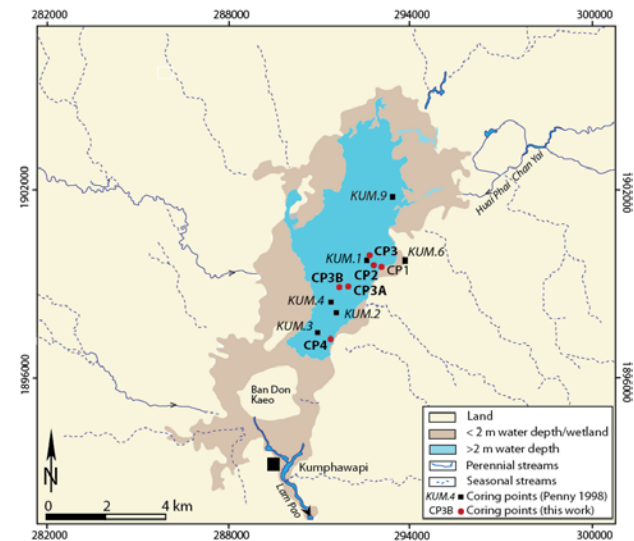 282000
288000
294000
300000
1902000
1902000
Huai Phai Chan Yai
KUM.9
CP3
KUM.1
KUM.6
CP2
CP1
CP3B
CP3A
KUM.4
KUM.2
KUM.3
CP4
1896000
1896000
Ban Don
Kaeo
Kumphawapi
Lam Pao
N
0 2 4 km
Land
< 2 m water depth/wetland
>2 m water depth
Perennial streams
Seasonal streams
KUM.4 Coring points (Penny 1998)
CP3B Coring points (this work)
282000
288000
294000
300000